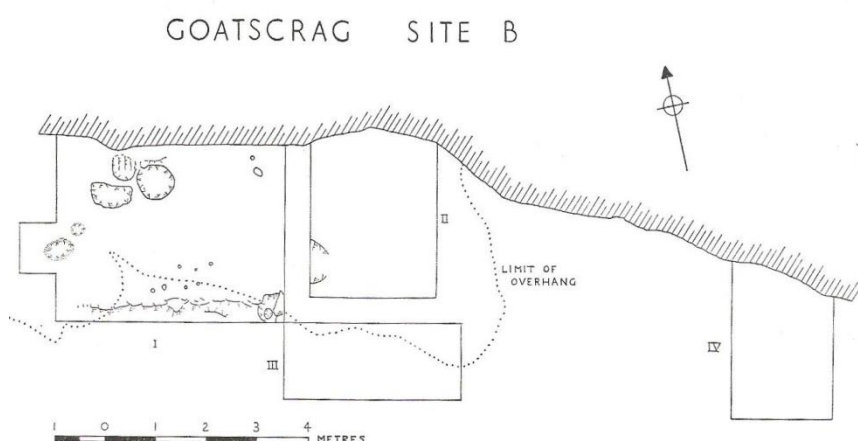 GOATSCRAG SITE B
II
LIMIT OF
OVERHANG
I
III
IV
1 0 1 2 3 4 METRES